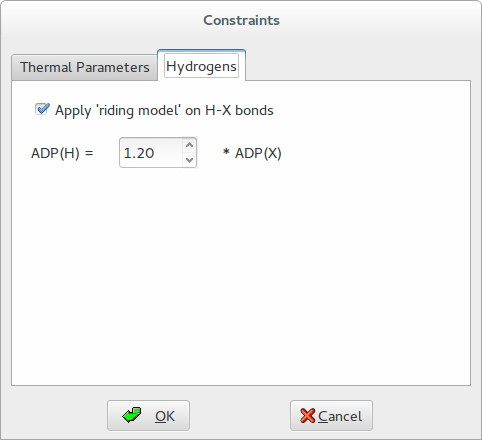 Constraints
Thermal Parameters Hydrogens
Apply 'riding model' on H-X bonds
ADP(H) = 1.20 * ADP(X)
OK Cancel